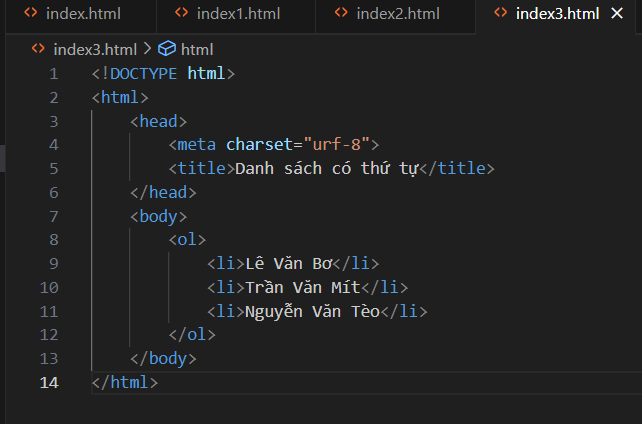 index.html index1.html index2.html index3.html
index3.html > html
1 <!DOCTYPE html>
2 <html>
3 <head>
4 <meta charset="urf-8">
5 <title>Danh sách có thứ tự</title>
6 </head>
7 <body>
8 <ol>
9 <li>Lê Văn Bơ</li>
10 <li>Trần Văn Mít</li>
11 <li>Nguyễn Văn Tèo</li>
12 </ol>
13 </body>
14 </html>